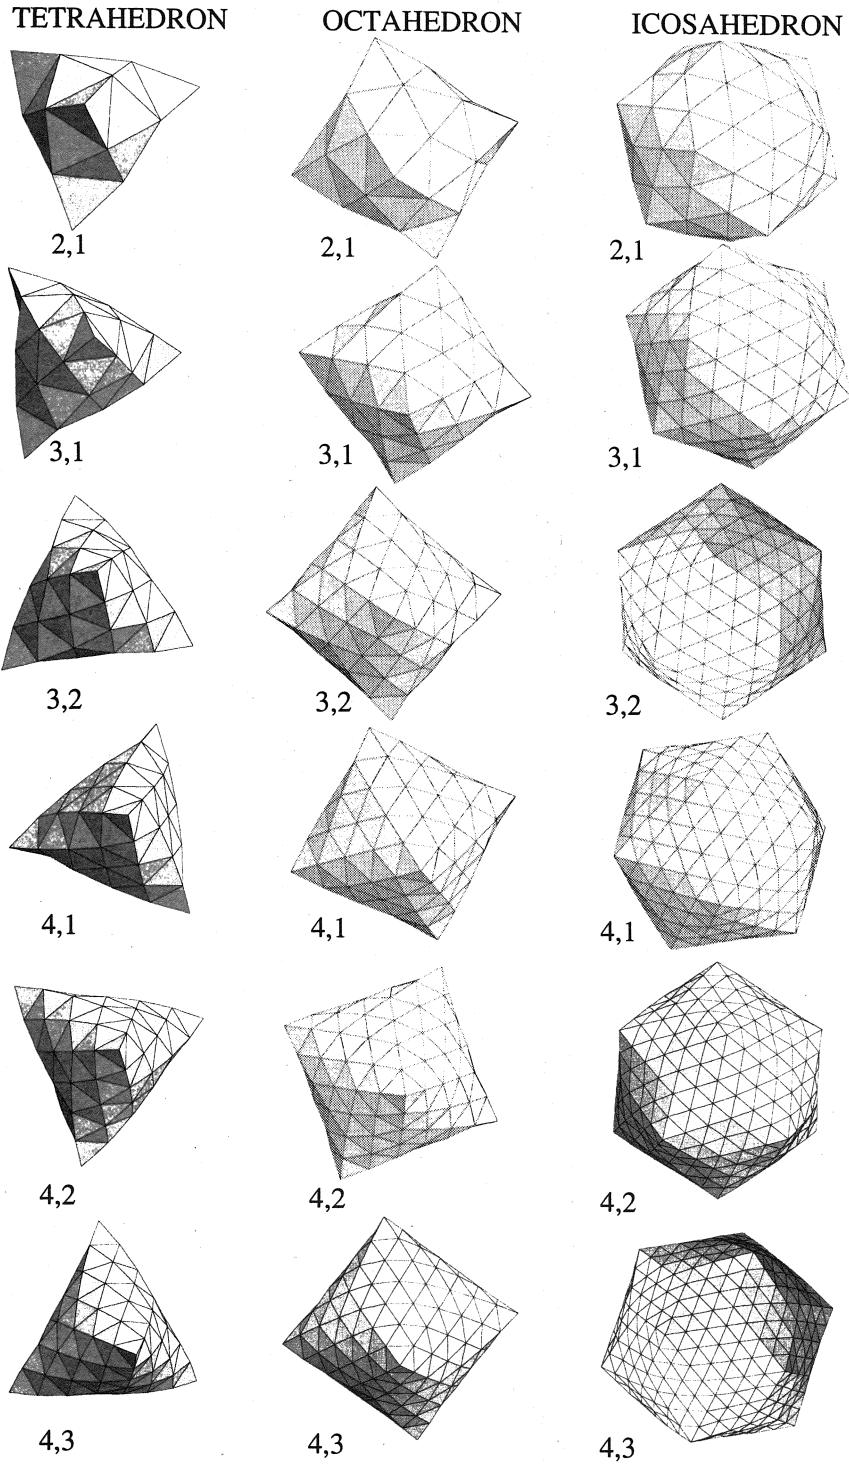 TETRAHEDRON OCTAHEDRON ICOSAHEDRON
2,1 2,1 2,1
3,1 3,1 3,1
3,2 3,2 3,2
4,1 4,1 4,1
4,2 4,2 4,2
4,3 4,3 4,3